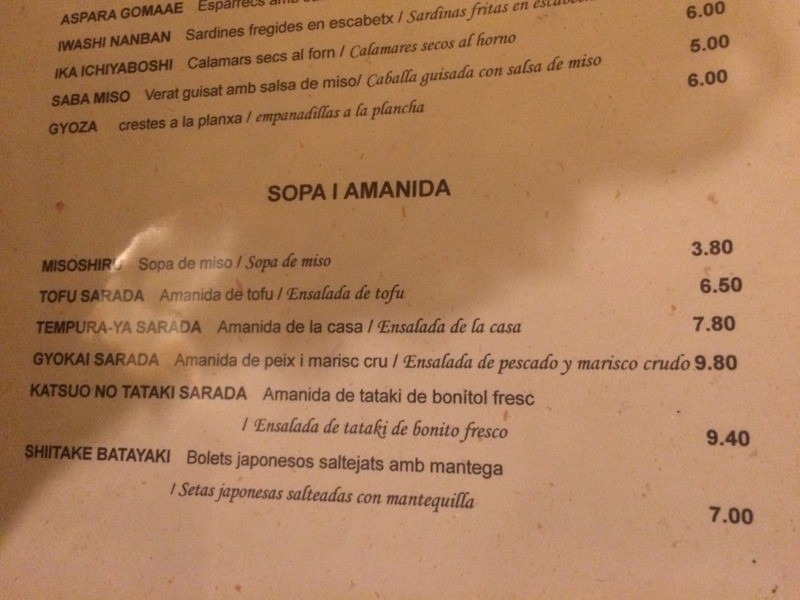 ASPARA GOMAAE Esparrecs amb
IWASHI NANBAN Sardines fregides en escabetx / Sardinas fritas en
IKA ICHIYABOSHI Calamars secs al forn / Calamares secos al horno 6.00
SABA MISO Verat guisat amb salsa de miso/ Caballa guisada con salsa de miso 5.00
GYOZA crestes a la planxa / empanadillas a la plancha 6.00
SOPA I AMANIDA
MISOSHIRU Sopa de miso / Sopa de miso 3.80
TOFU SARADA Amanida de tofu / Ensalada de tofu 6.50
TEMPURA-YA SARADA Amanida de la casa / Ensalada de la casa 7.80
GYOKAI SARADA Amanida de peix i marisc cru / Ensalada de pescado y marisco crudo 9.80
KATSUO NO TATAKI SARADA Amanida de tataki de bonitol fresc
/ Ensalada de tataki de bonito fresco 9.40
SHIITAKE BATAYAKI Bolets japonesos saltejats amb mantega
/ Setas japonesas salteadas con mantequilla 7.00